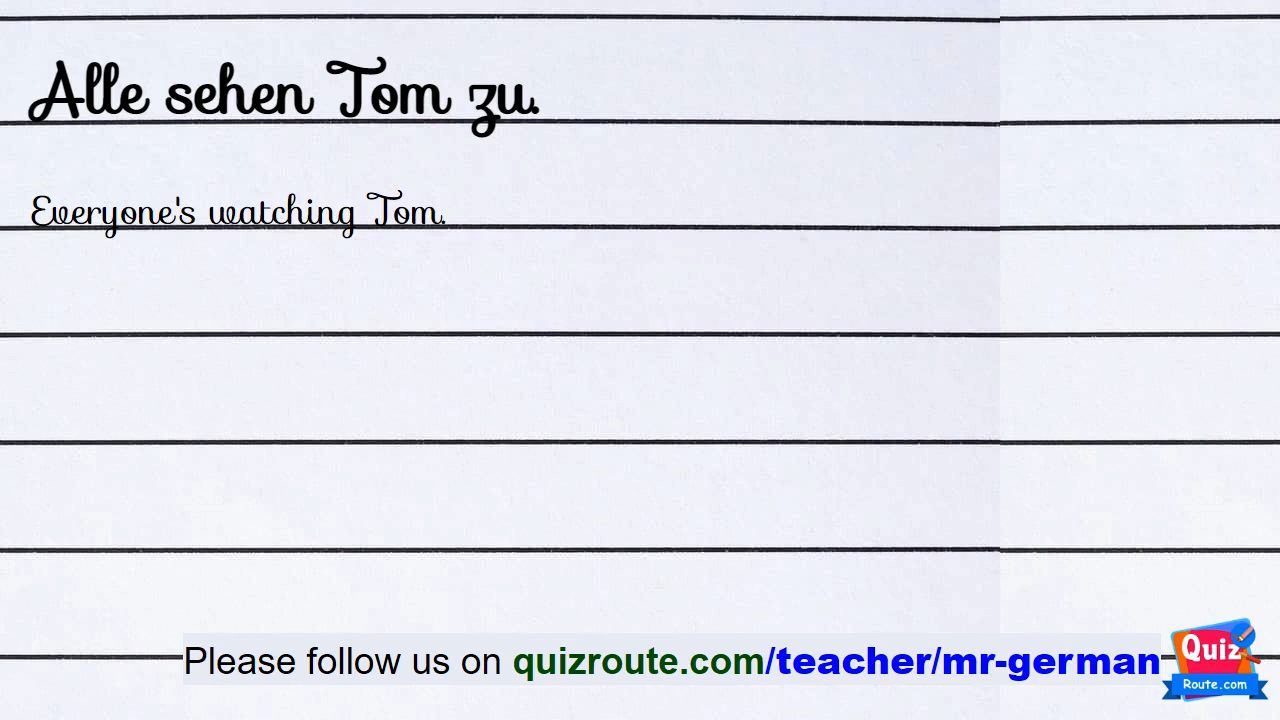 Alle sehen Tom zu.
Everyone's watching Tom.
Please follow us on quizroute.com/teacher/mr-german
Quiz
Route.com